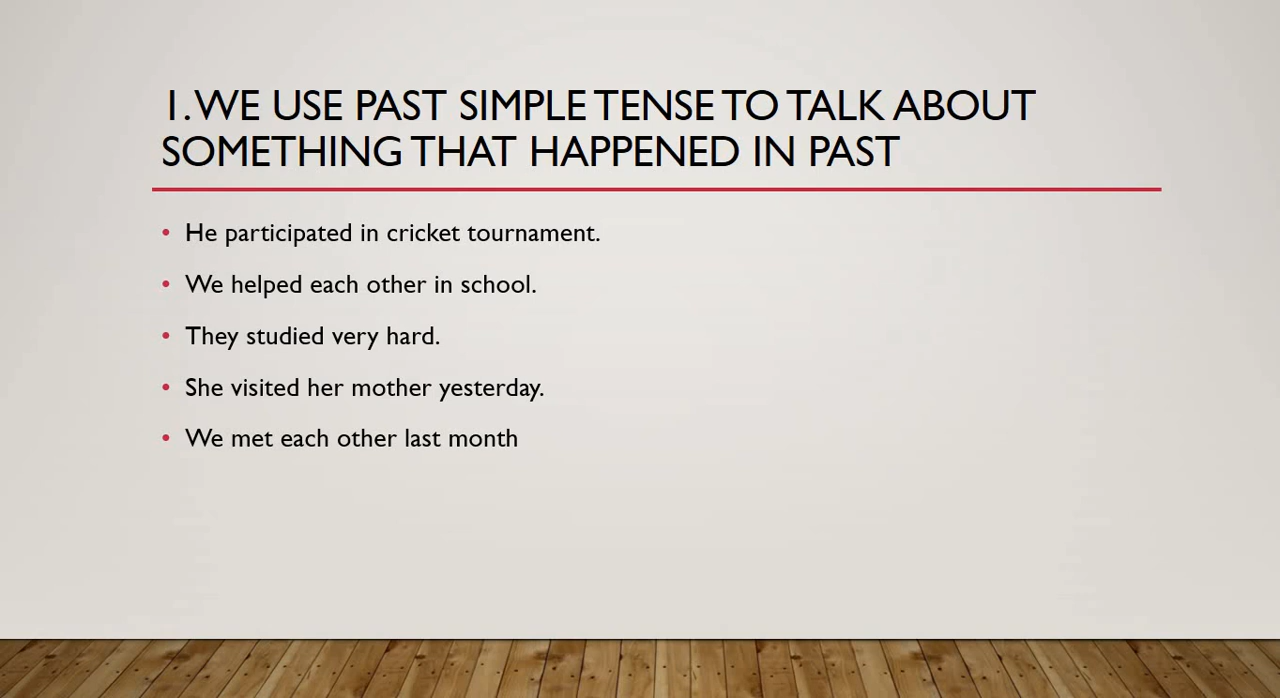 1. WE USE PAST SIMPLE TENSE TO TALK ABOUT
SOMETHING THAT HAPPENED IN PAST
• He participated in cricket tournament.
• We helped each other in school.
• They studied very hard.
• She visited her mother yesterday.
• We met each other last month